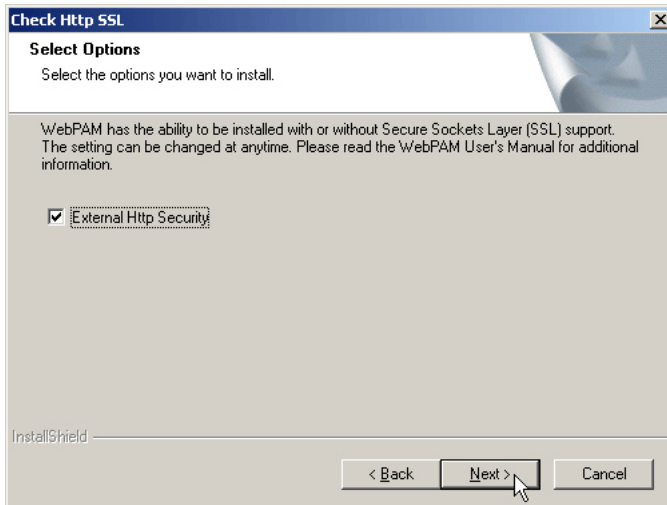 Check Http SSL
Select Options
Select the options you want to install.
WebPAM has the ability to be installed with or without Secure Sockets Layer (SSL) support.
The setting can be changed at anytime. Please read the WebPAM User's Manual for additional
information.
External Http Security
InstallShield
< Back Next > Cancel